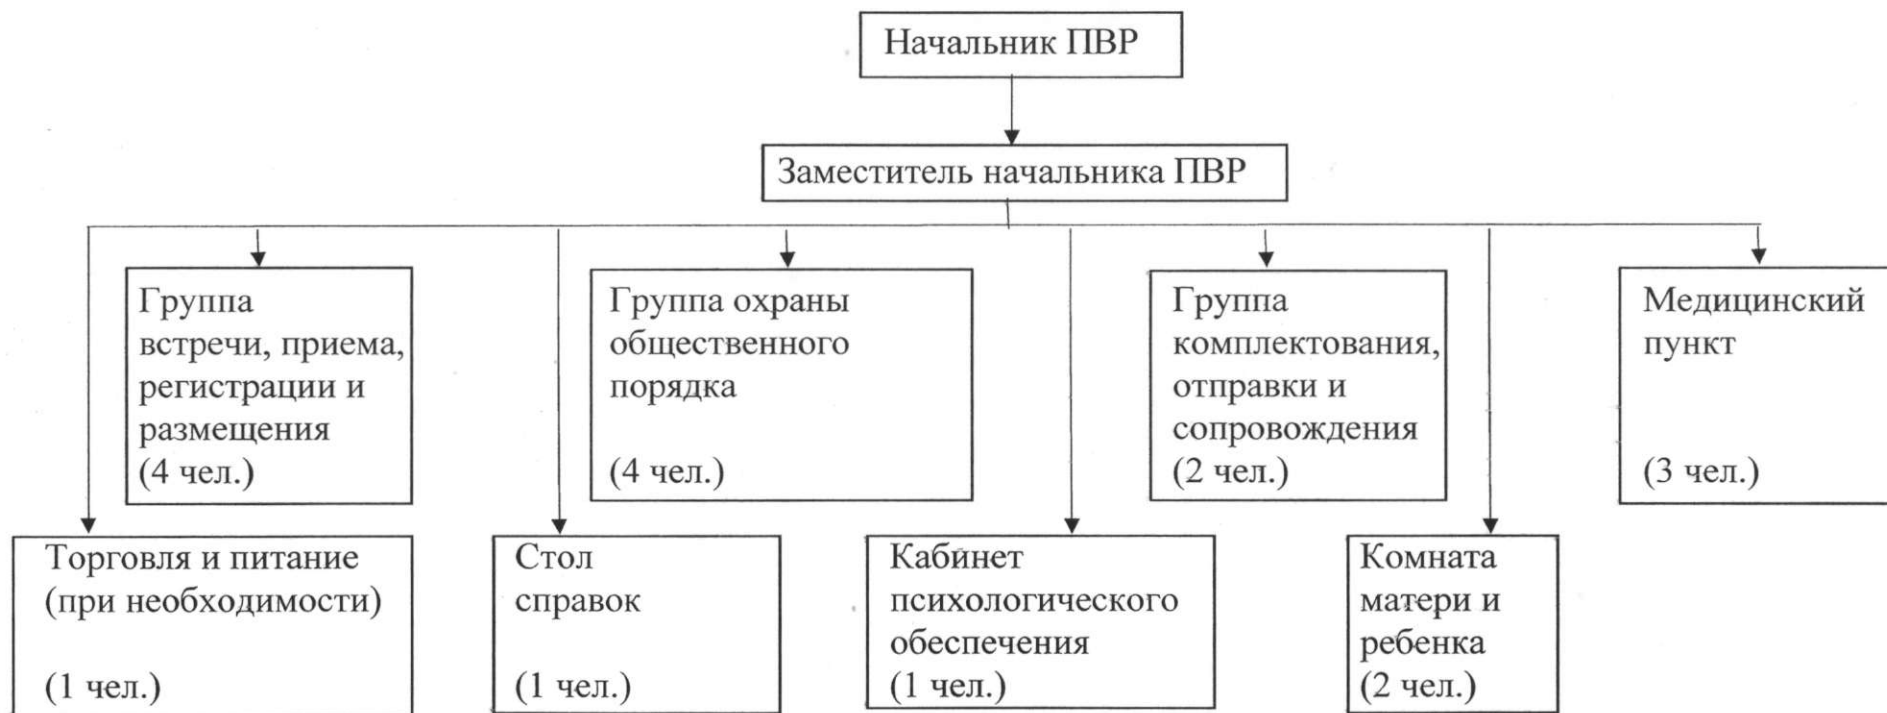 Начальник ПВР
Заместитель начальника ПВР
Группа
встречи, приема,
регистрации и
размещения
(4 чел.)
Группа охраны
общественного
порядка
(4 чел.)
Группа
комплектования,
отправки и
сопровождения
(2 чел.)
Медицинский
пункт
(3 чел.)
Торговля и питание
(при необходимости)
(1 чел.)
Стол
справок
(1 чел.)
Кабинет
психологического
обеспечения
(1 чел.)
Комната
матери и
ребенка
(2 чел.)